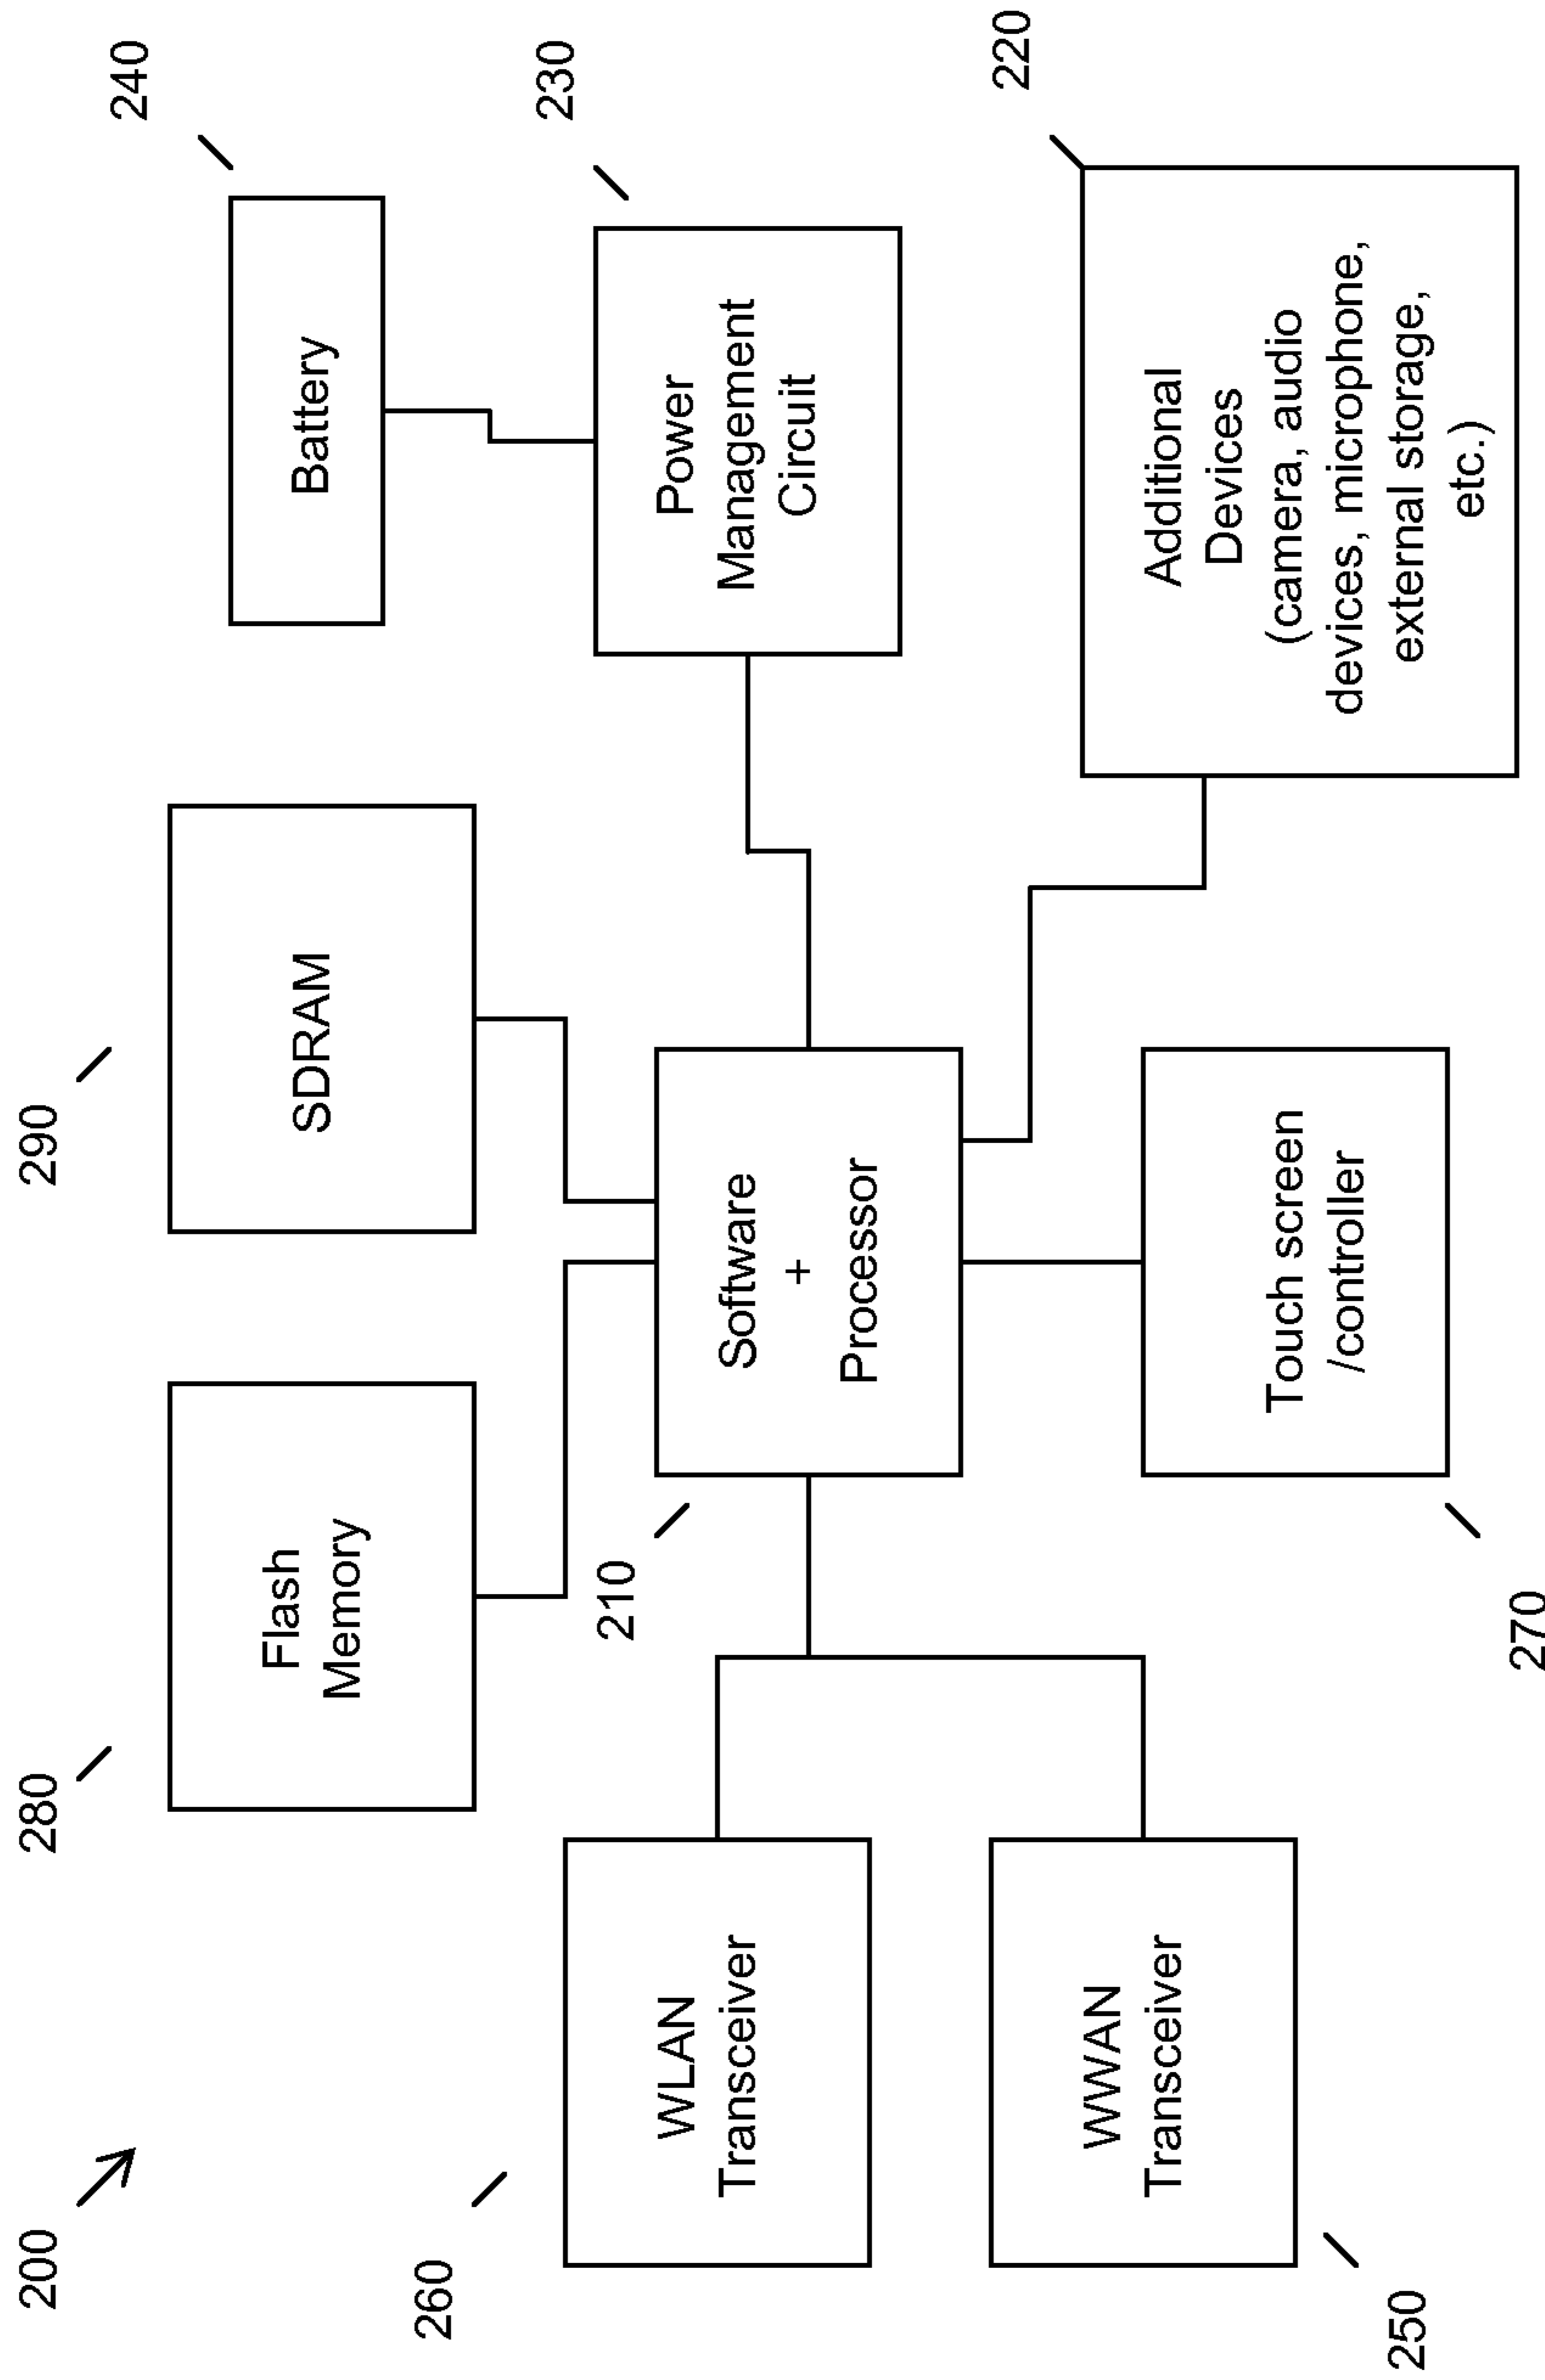 200
280
Flash
Memory
290
SDRAM
240
Battery
260
WLAN
Transceiver
210
Software
+
Processor
230
Power
Management
Circuit
250
WWAN
Transceiver
270
Touch screen
/controller
220
Additional
Devices
(camera, audio
devices, microphone,
external storage,
etc.)